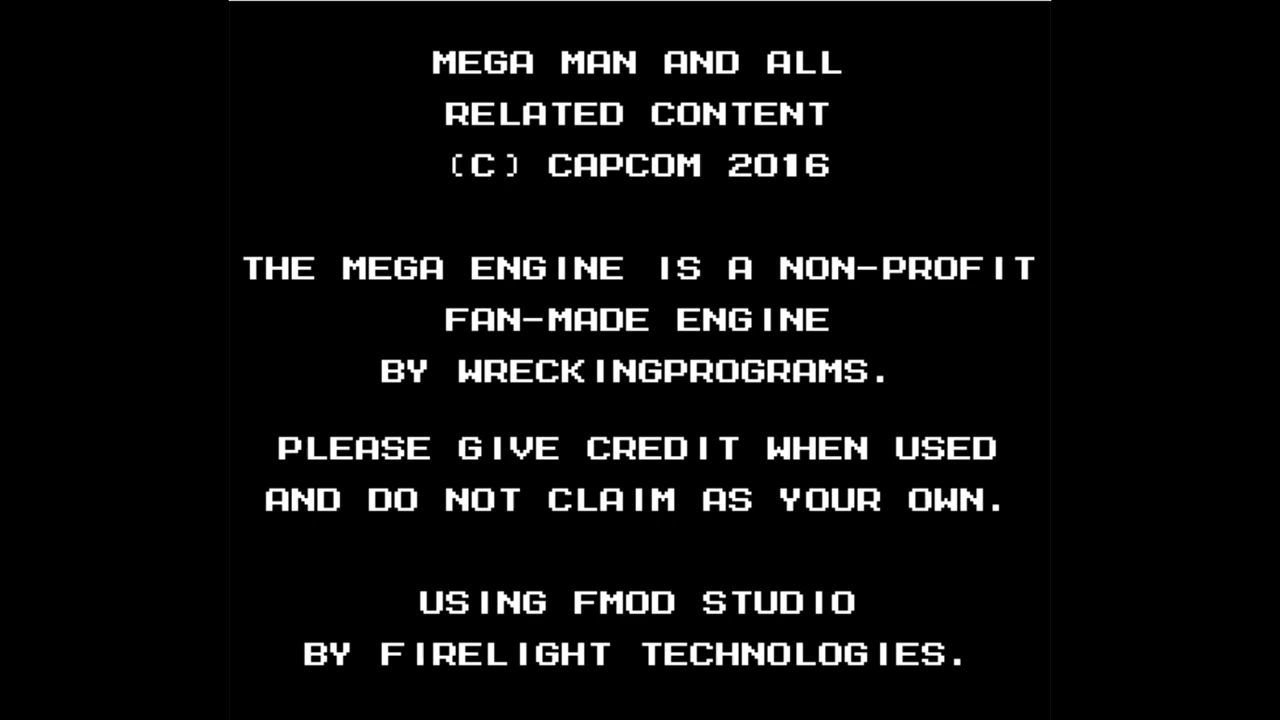 MEGA MAN AND ALL
RELATED CONTENT
(C) CAPCOM 2016
THE MEGA ENGINE IS A NON-PROFIT
FAN-MADE ENGINE
BY WRECKINGPROGRAMS.
PLEASE GIVE CREDIT WHEN USED
AND DO NOT CLAIM AS YOUR OWN.
USING FMOD STUDIO
BY FIRELIGHT TECHNOLOGIES.